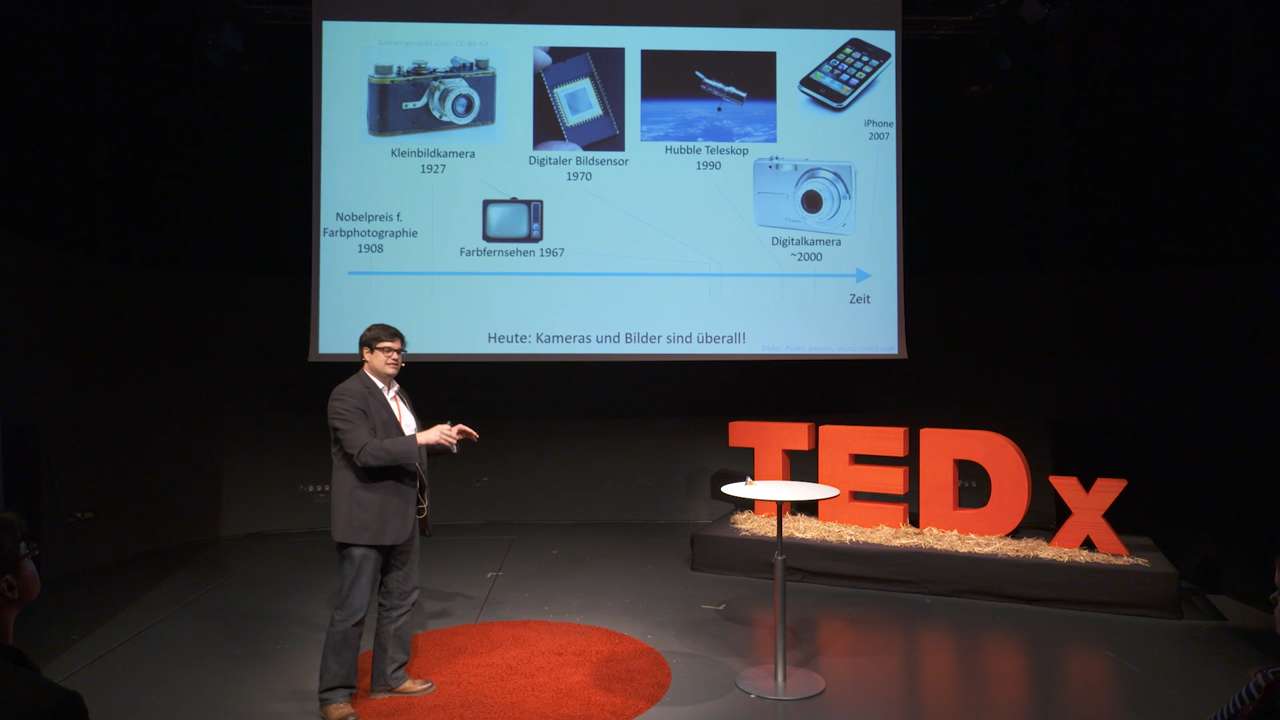 Kleinbildkamera
1927
Digitaler Bildsensor
1970
Hubble Teleskop
1990
iPhone
2007
Nobelpreis f.
Farbphotographie
1908
Farbfernsehen 1967
Digitalkamera
~2000
Zeit
Heute: Kameras und Bilder sind überall!
TEDx